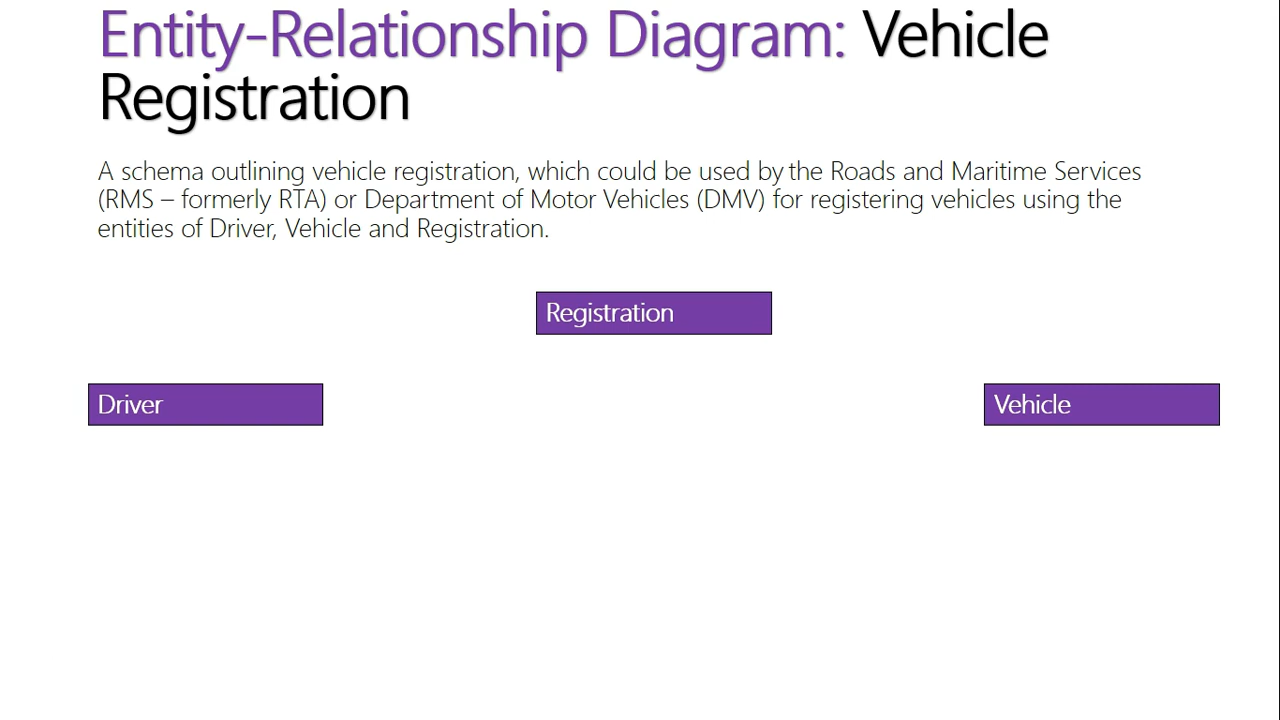 Entity-Relationship Diagram: Vehicle
Registration
A schema outlining vehicle registration, which could be used by the Roads and Maritime Services
(RMS – formerly RTA) or Department of Motor Vehicles (DMV) for registering vehicles using the
entities of Driver, Vehicle and Registration.
Registration
Driver
Vehicle